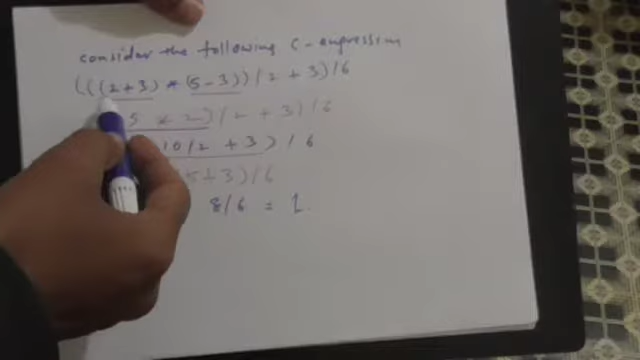 consider the following C-expression
(((2+3) * (5-3))/2 + 3)/6
5 * 2)/2 + 3)/6
10/2 + 3)/6
5+3)/6
8/6 = 1